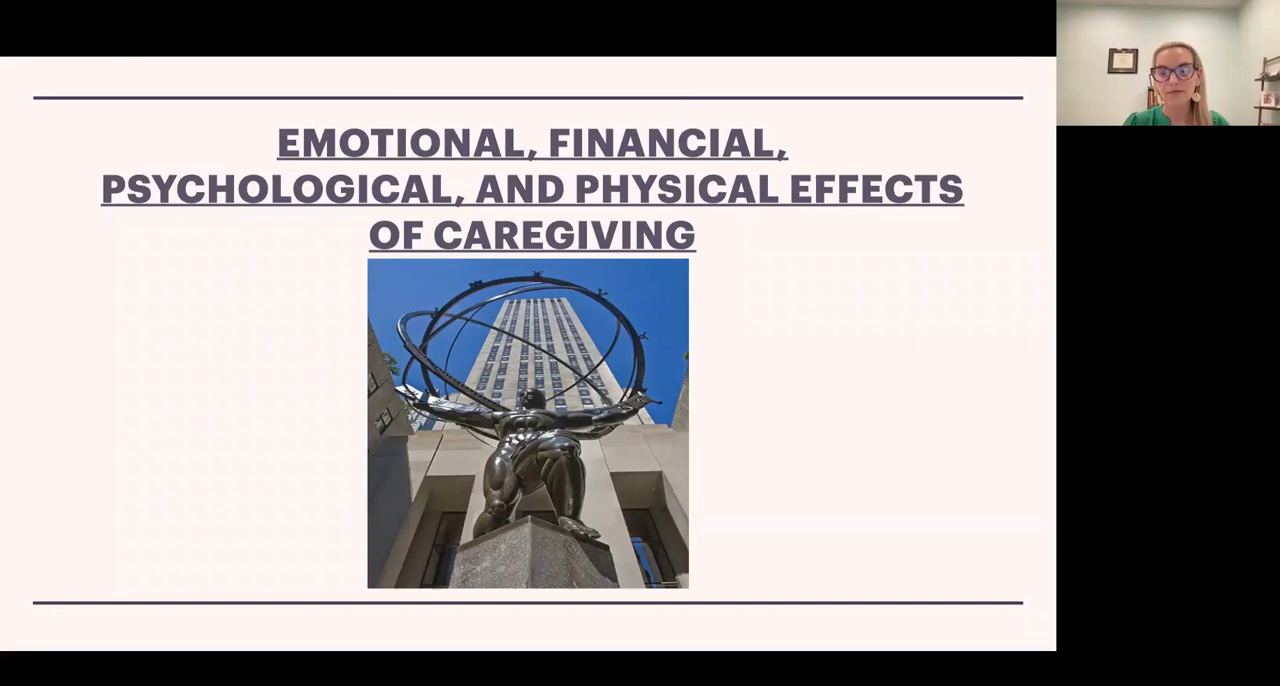 EMOTIONAL, FINANCIAL,
PSYCHOLOGICAL, AND PHYSICAL EFFECTS
OF CAREGIVING